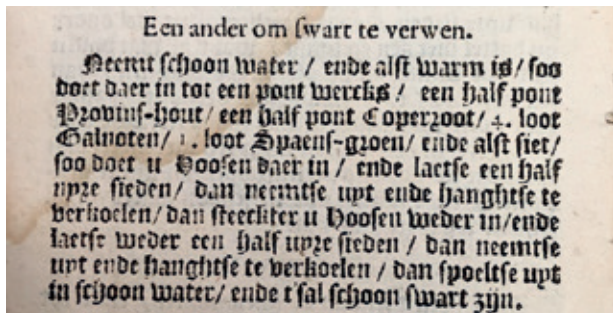 Een ander om swart te verwen.
Neemt schoon water / ende alst warm is / soo
doet daer in tot een pont wercks / een half pont
Provins-hout / een half pont Coperroot / 4. loot
Galnoten / 1. loot Spaens-groen / ende alst siet /
soo doet u Hoosen daer in / ende laetse een half
uyre sieden / dan neemtse uyt ende hanghtse te
verkoelen / dan steeckter u Hoosen weder in / ende
laetse weder een half uyre sieden / dan neemtse
uyt ende hanghtse te verkoelen / dan spoeltse uyt
in schoon water / ende t'sal schoon swart zijn.